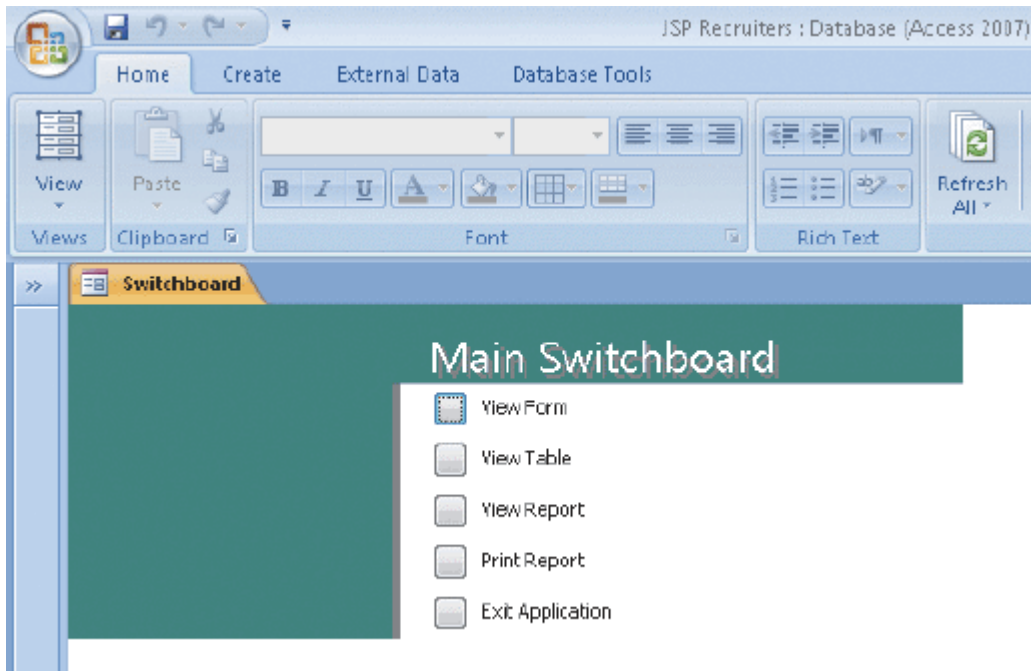 JSP Recruiters : Database (Access 2007)
Home Create External Data Database Tools
View
Paste
B I U A
Refresh
All
Views Clipboard Font Rich Text
Switchboard
Main Switchboard
View Form
View Table
View Report
Print Report
Exit Application